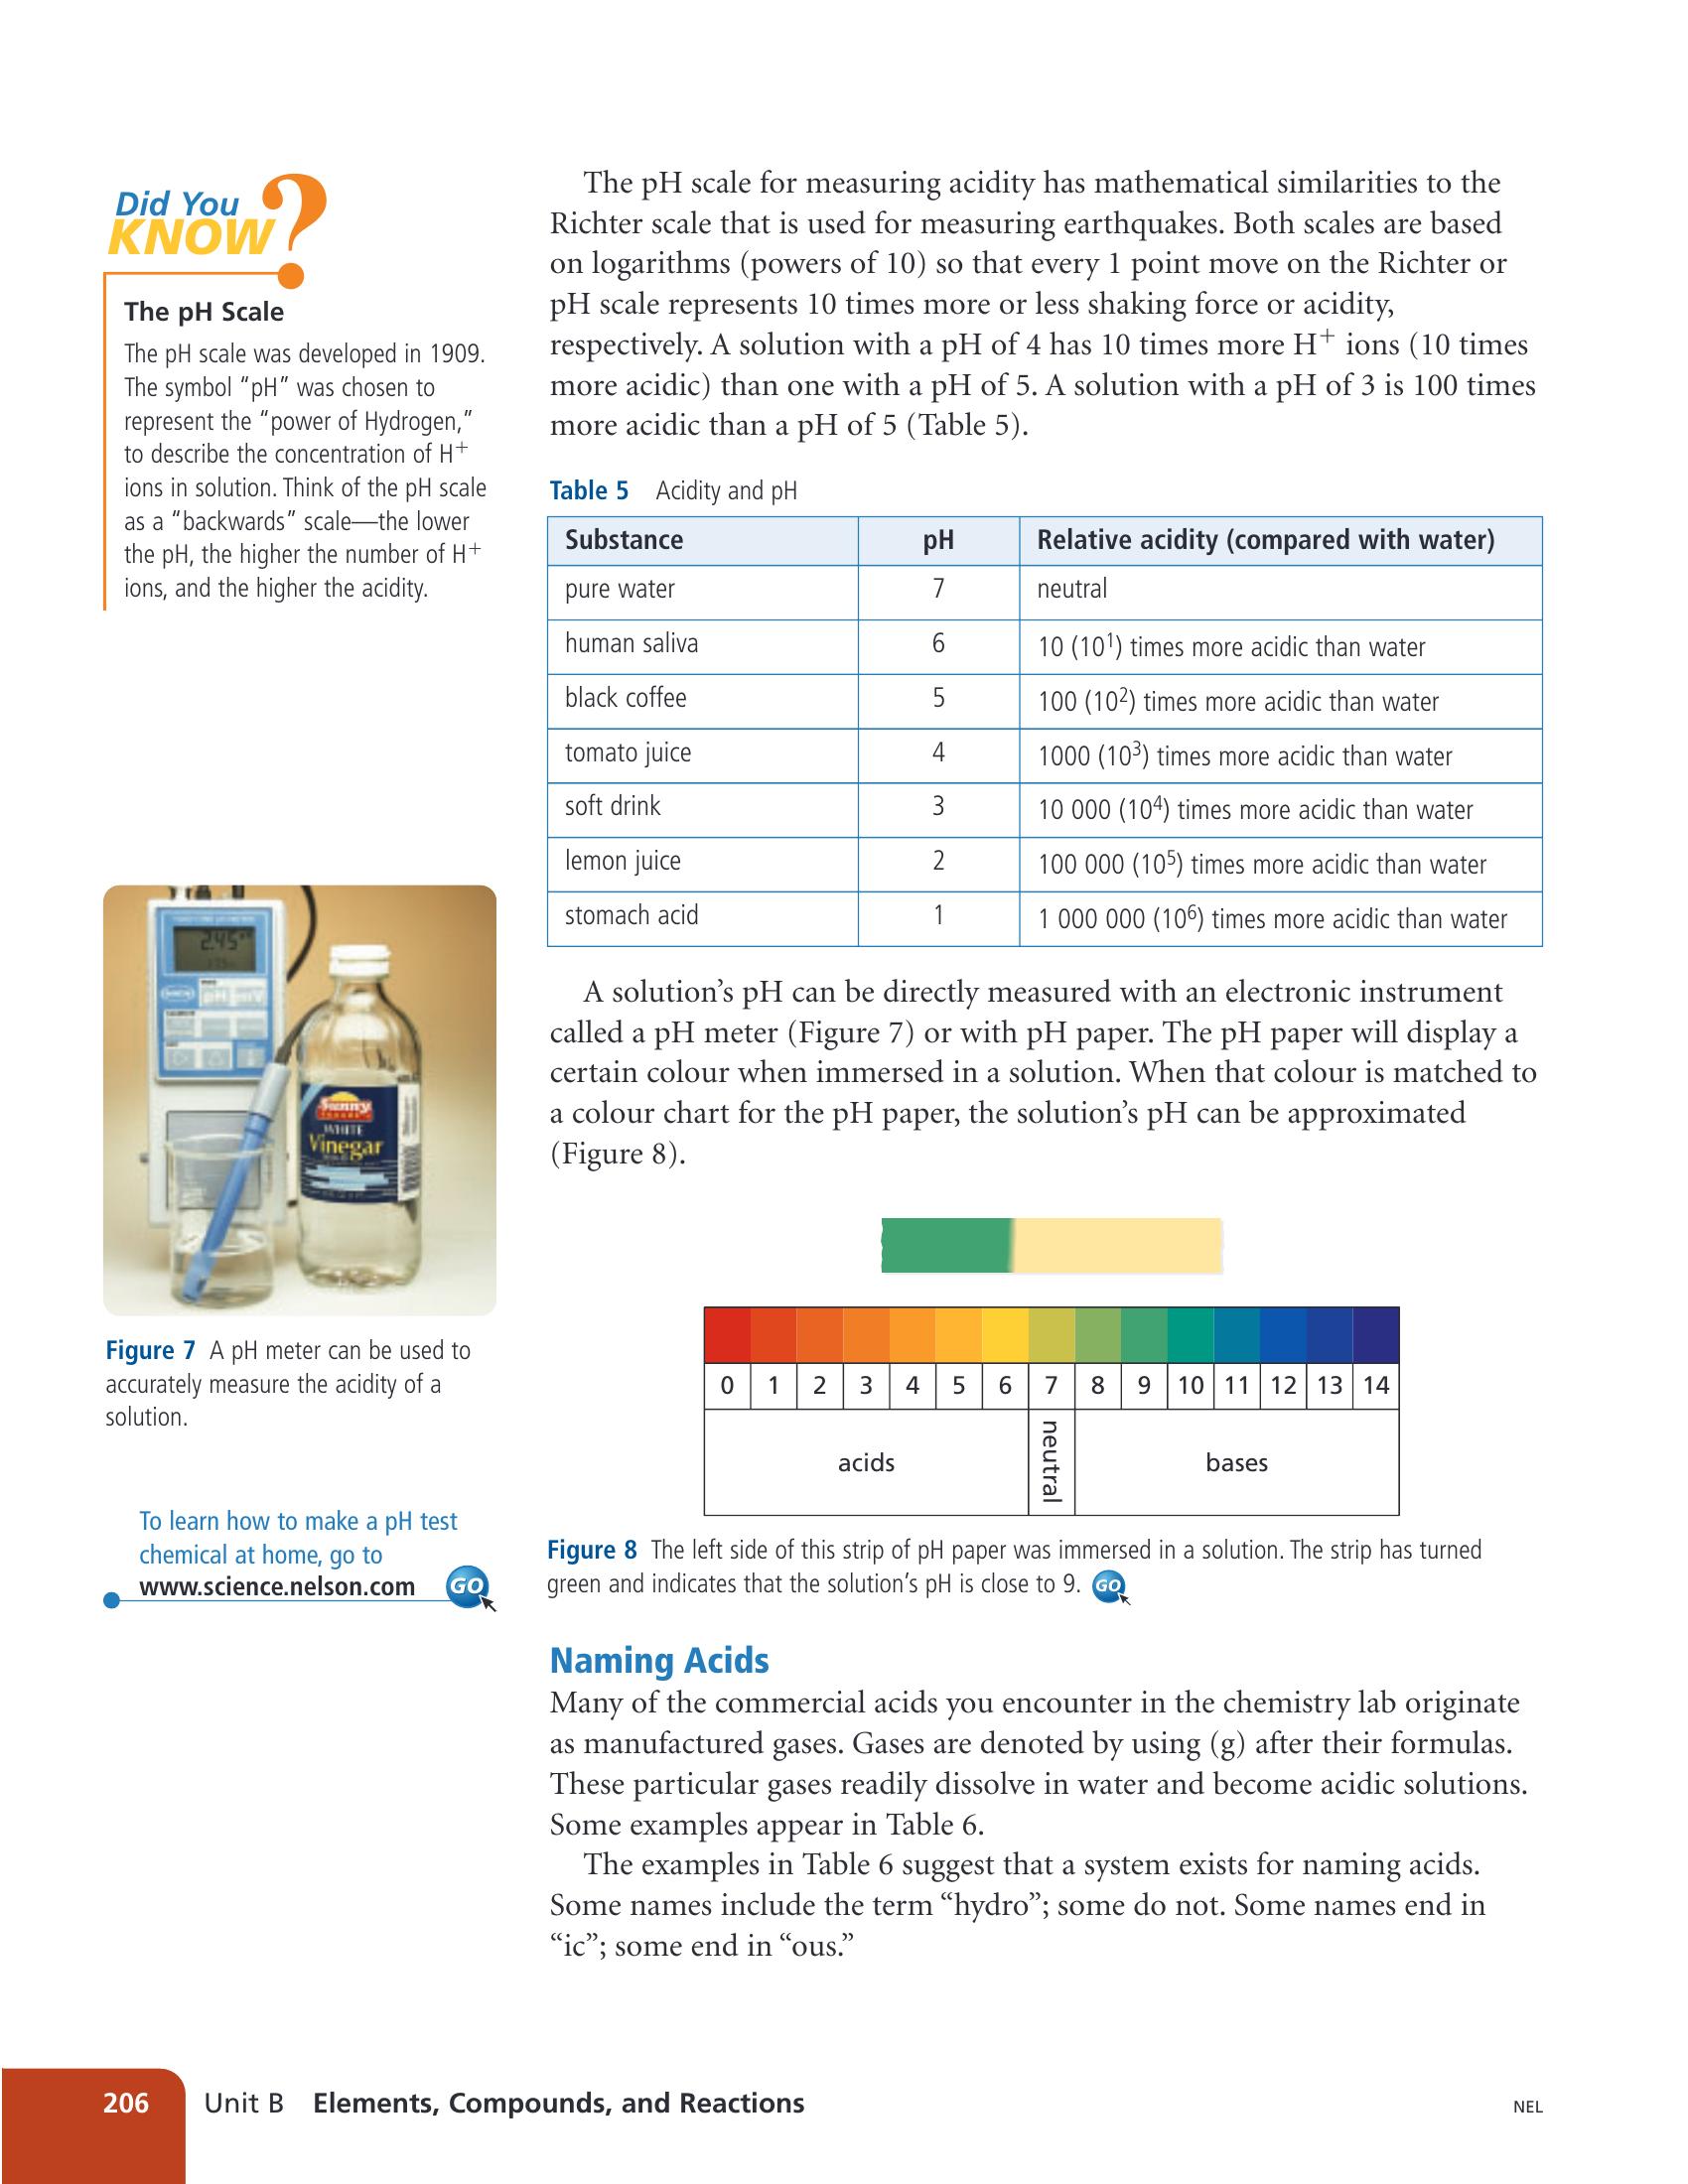 Did You
KNOW?
The pH Scale
The pH scale was developed in 1909.
The symbol “pH” was chosen to
represent the “power of Hydrogen,”
to describe the concentration of H⁺
ions in solution. Think of the pH scale
as a “backwards” scale—the lower
the pH, the higher the number of H⁺
ions, and the higher the acidity.
The pH scale for measuring acidity has mathematical similarities to the
Richter scale that is used for measuring earthquakes. Both scales are based
on logarithms (powers of 10) so that every 1 point move on the Richter or
pH scale represents 10 times more or less shaking force or acidity,
respectively. A solution with a pH of 4 has 10 times more H⁺ ions (10 times
more acidic) than one with a pH of 5. A solution with a pH of 3 is 100 times
more acidic than a pH of 5 (Table 5).
Table 5 Acidity and pH
Substance pH Relative acidity (compared with water)
pure water 7 neutral
human saliva 6 10 (10¹) times more acidic than water
black coffee 5 100 (10²) times more acidic than water
tomato juice 4 1000 (10³) times more acidic than water
soft drink 3 10 000 (10⁴) times more acidic than water
lemon juice 2 100 000 (10⁵) times more acidic than water
stomach acid 1 1 000 000 (10⁶) times more acidic than water
2.45
pH mV
Sunny
WHITE
Vinegar
Figure 7 A pH meter can be used to
accurately measure the acidity of a
solution.
A solution’s pH can be directly measured with an electronic instrument
called a pH meter (Figure 7) or with pH paper. The pH paper will display a
certain colour when immersed in a solution. When that colour is matched to
a colour chart for the pH paper, the solution’s pH can be approximated
(Figure 8).
0 1 2 3 4 5 6 7 8 9 10 11 12 13 14
acids neutral bases
Figure 8 The left side of this strip of pH paper was immersed in a solution. The strip has turned
green and indicates that the solution’s pH is close to 9. GO
To learn how to make a pH test
chemical at home, go to
www.science.nelson.com GO
Naming Acids
Many of the commercial acids you encounter in the chemistry lab originate
as manufactured gases. Gases are denoted by using (g) after their formulas.
These particular gases readily dissolve in water and become acidic solutions.
Some examples appear in Table 6.
The examples in Table 6 suggest that a system exists for naming acids.
Some names include the term “hydro”; some do not. Some names end in
“ic”; some end in “ous.”
206 Unit B Elements, Compounds, and Reactions NEL